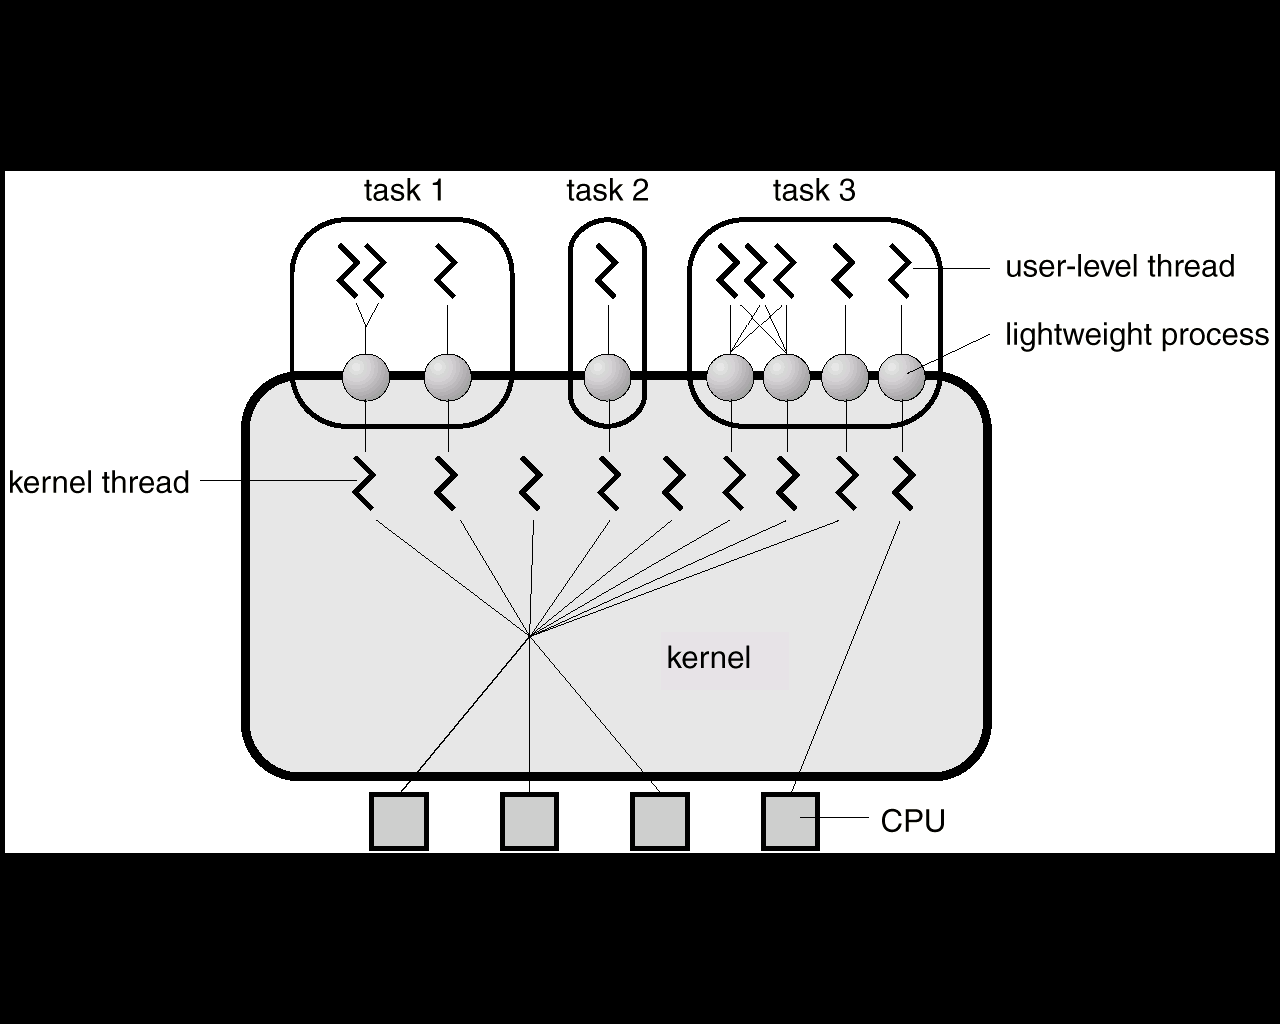 task 1
task 2
task 3
user-level thread
lightweight process
kernel thread
kernel
CPU